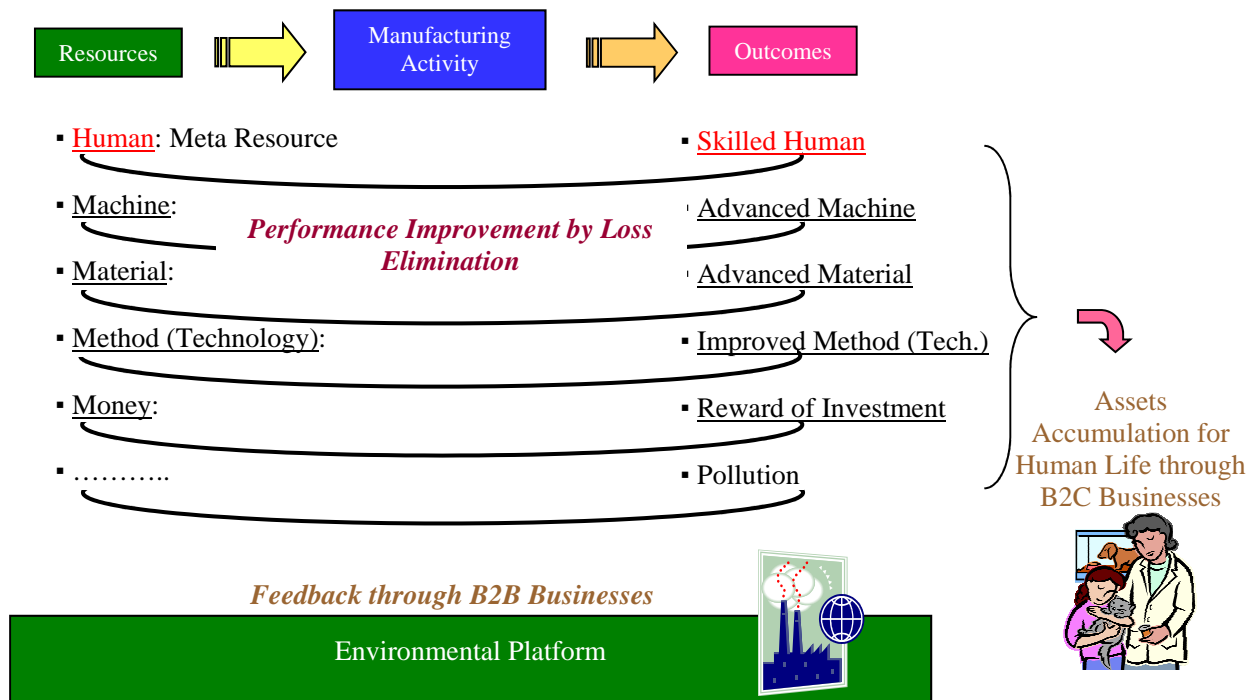 Resources
Manufacturing
Activity
Outcomes
▪ Human: Meta Resource
▪ Skilled Human
▪ Machine:
▪ Advanced Machine
Performance Improvement by Loss
Elimination
▪ Material:
▪ Advanced Material
▪ Method (Technology):
▪ Improved Method (Tech.)
▪ Money:
▪ Reward of Investment
▪ ………..
▪ Pollution
Assets
Accumulation for
Human Life through
B2C Businesses
Feedback through B2B Businesses
Environmental Platform